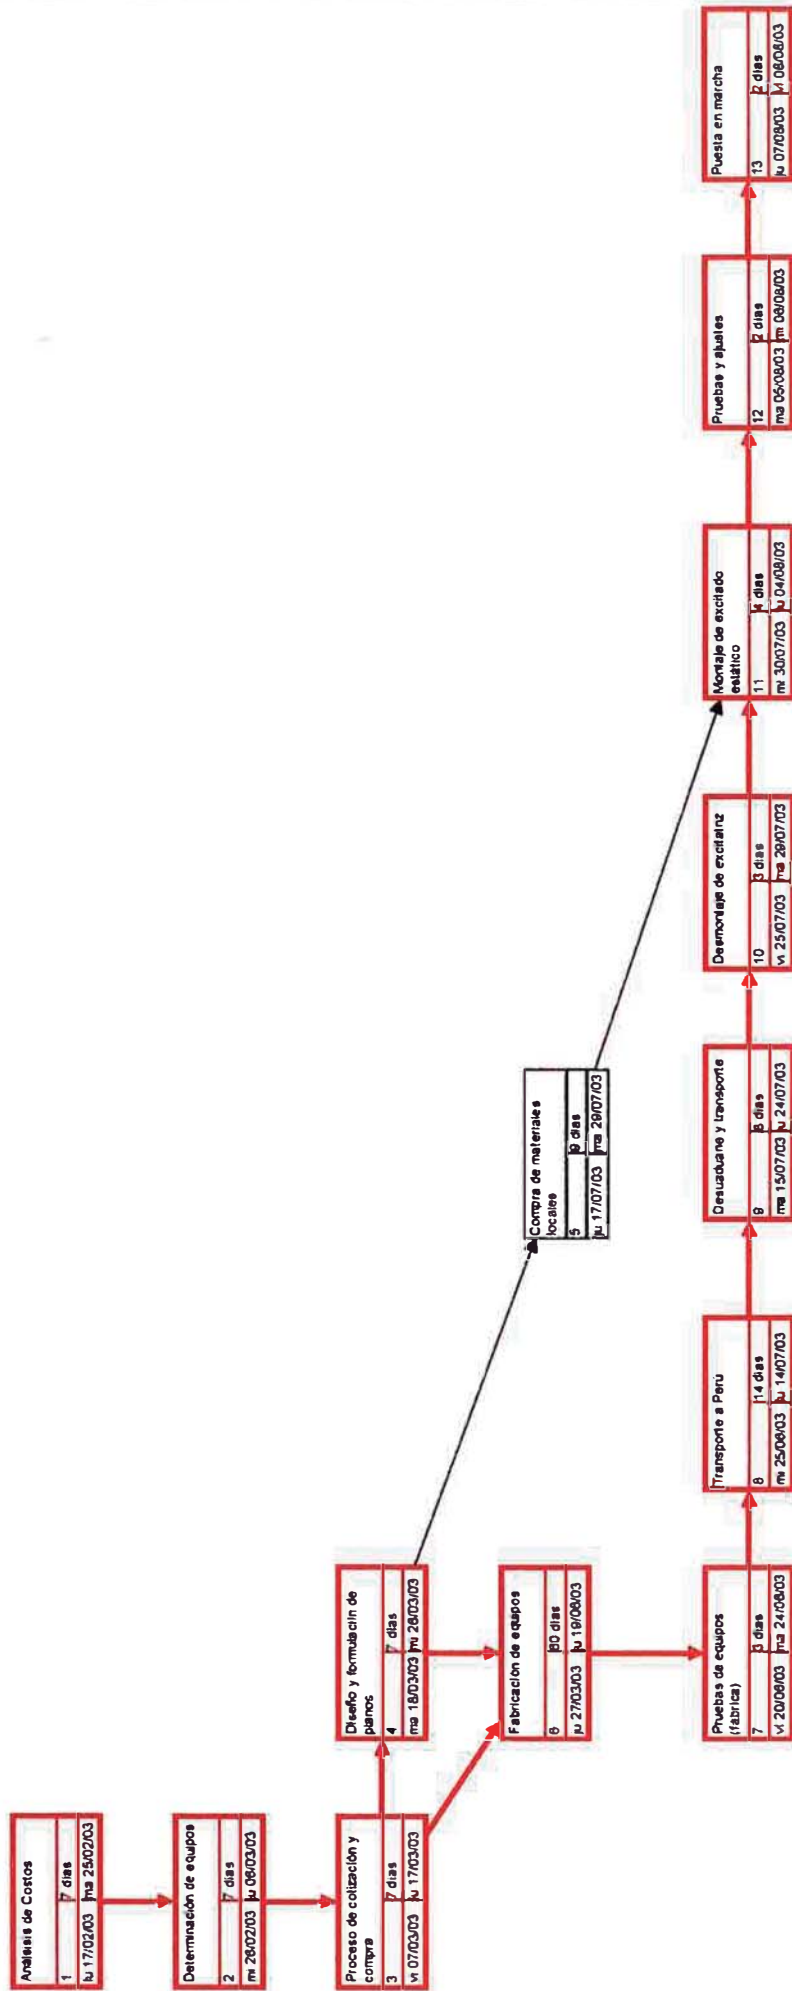 Análisis de Costos
1 7 días
lu 17/02/03 ma 25/02/03
Determinación de equipos
2 7 días
mi 26/02/03 ju 06/03/03
Proceso de cotización y
compra
3 7 días
vi 07/03/03 lu 17/03/03
Diseño y formulación de
planos
4 7 días
ma 18/03/03 mi 26/03/03
Fabricación de equipos
6 60 días
ju 27/03/03 ju 19/06/03
Compra de materiales
locales
5 9 días
ju 17/07/03 ma 29/07/03
Pruebas de equipos
(fabrica)
7 3 días
vi 20/06/03 ma 24/06/03
Transporte a Perú
8 14 días
mi 25/06/03 lu 14/07/03
Desuaduane y transporte
9 8 días
ma 15/07/03 ju 24/07/03
Desmontaje de excitatriz
10 3 días
vi 25/07/03 ma 29/07/03
Montaje de excitado
estático
11 4 días
mi 30/07/03 lu 04/08/03
Pruebas y ajustes
12 2 días
ma 05/08/03 mi 06/08/03
Puesta en marcha
13 2 días
ju 07/08/03 vi 08/08/03